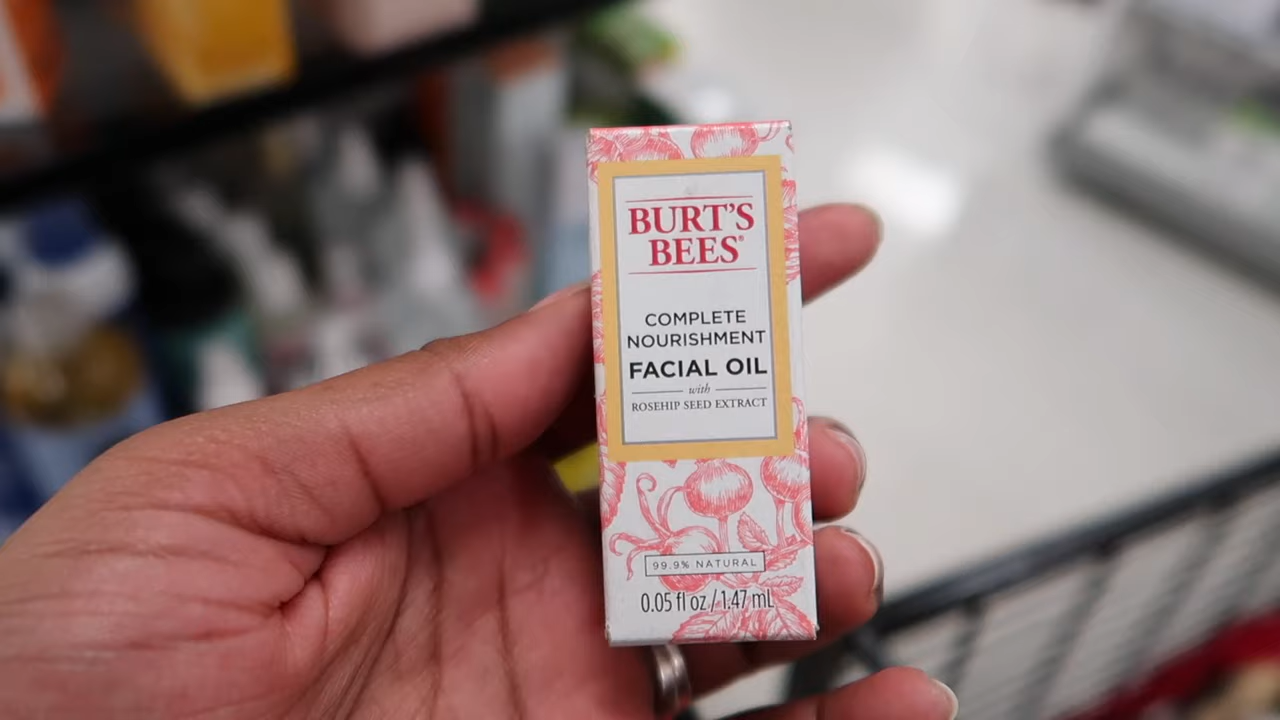 BURT'S
BEES®
COMPLETE
NOURISHMENT
FACIAL OIL
with
ROSEHIP SEED EXTRACT
99.9% NATURAL
0.05 fl oz / 1.47 mL